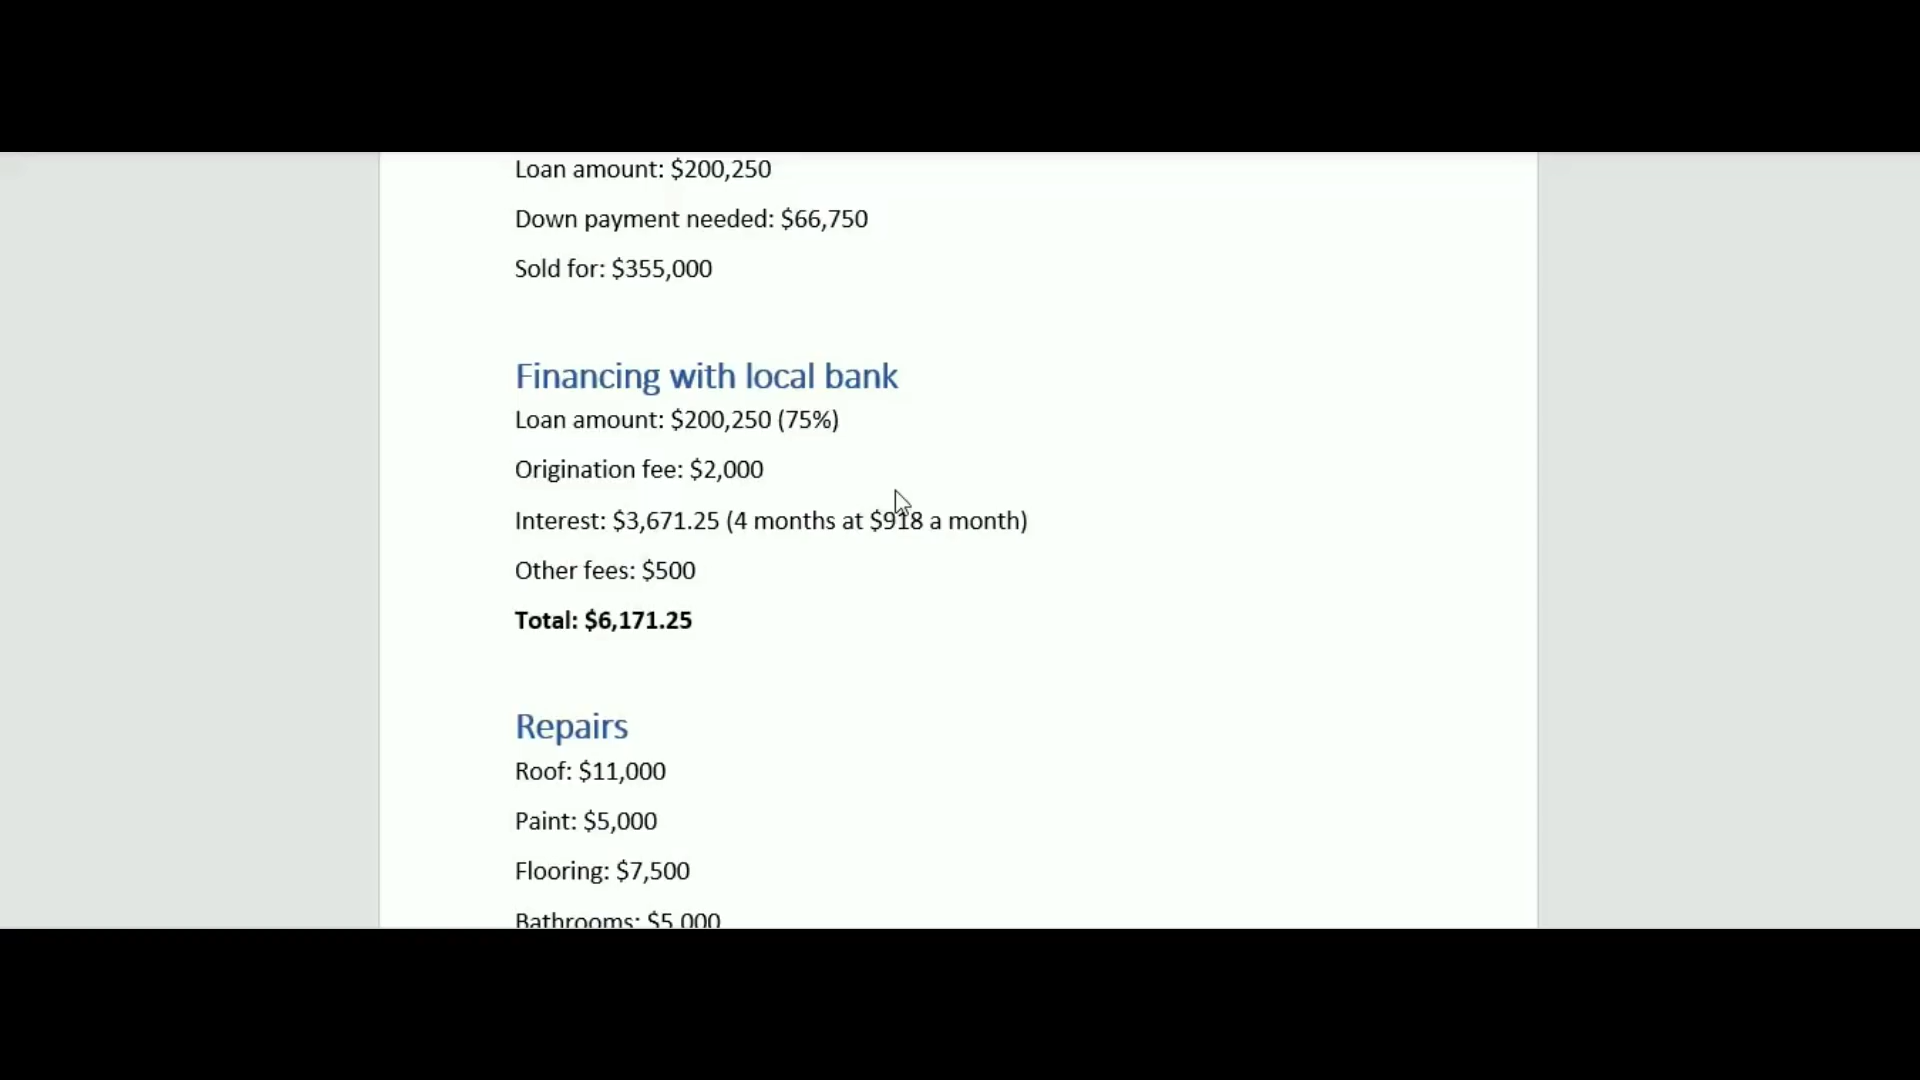 Loan amount: $200,250
Down payment needed: $66,750
Sold for: $355,000
Financing with local bank
Loan amount: $200,250 (75%)
Origination fee: $2,000
Interest: $3,671.25 (4 months at $918 a month)
Other fees: $500
Total: $6,171.25
Repairs
Roof: $11,000
Paint: $5,000
Flooring: $7,500
Bathrooms: $5,000